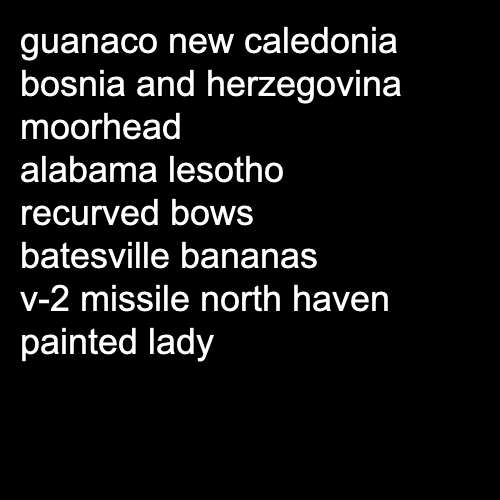 guanaco new caledonia
bosnia and herzegovina
moorhead
alabama lesotho
recurved bows
batesville bananas
v-2 missile north haven
painted lady